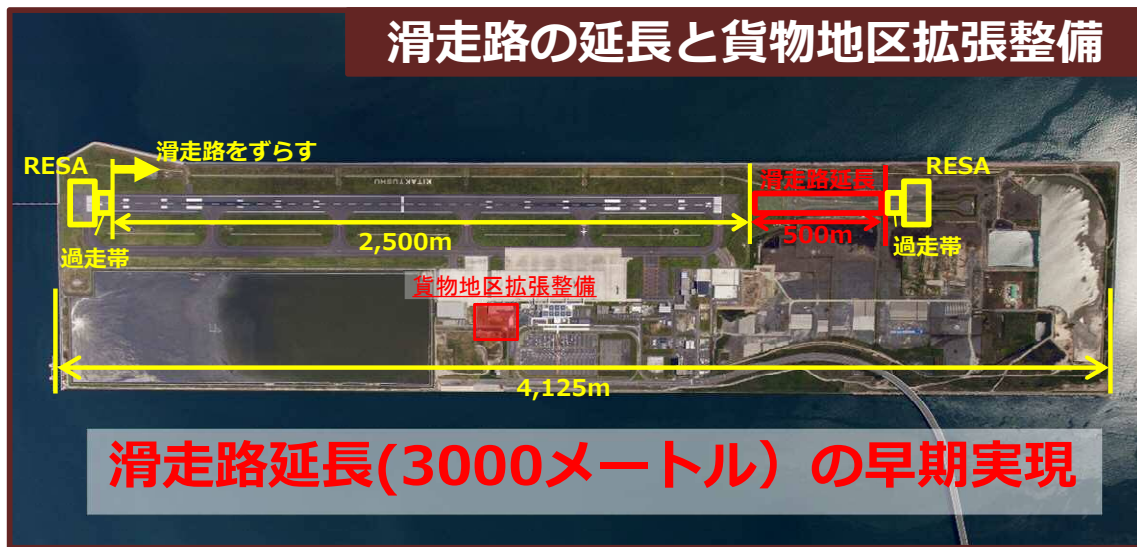 滑走路の延長と貨物地区拡張整備
滑走路をずらす
RESA
RESA
KITAKYUSHU
滑走路延長
2,500m
500m
過走帯
過走帯
貨物地区拡張整備
4,125m
滑走路延長(3000メートル）の早期実現